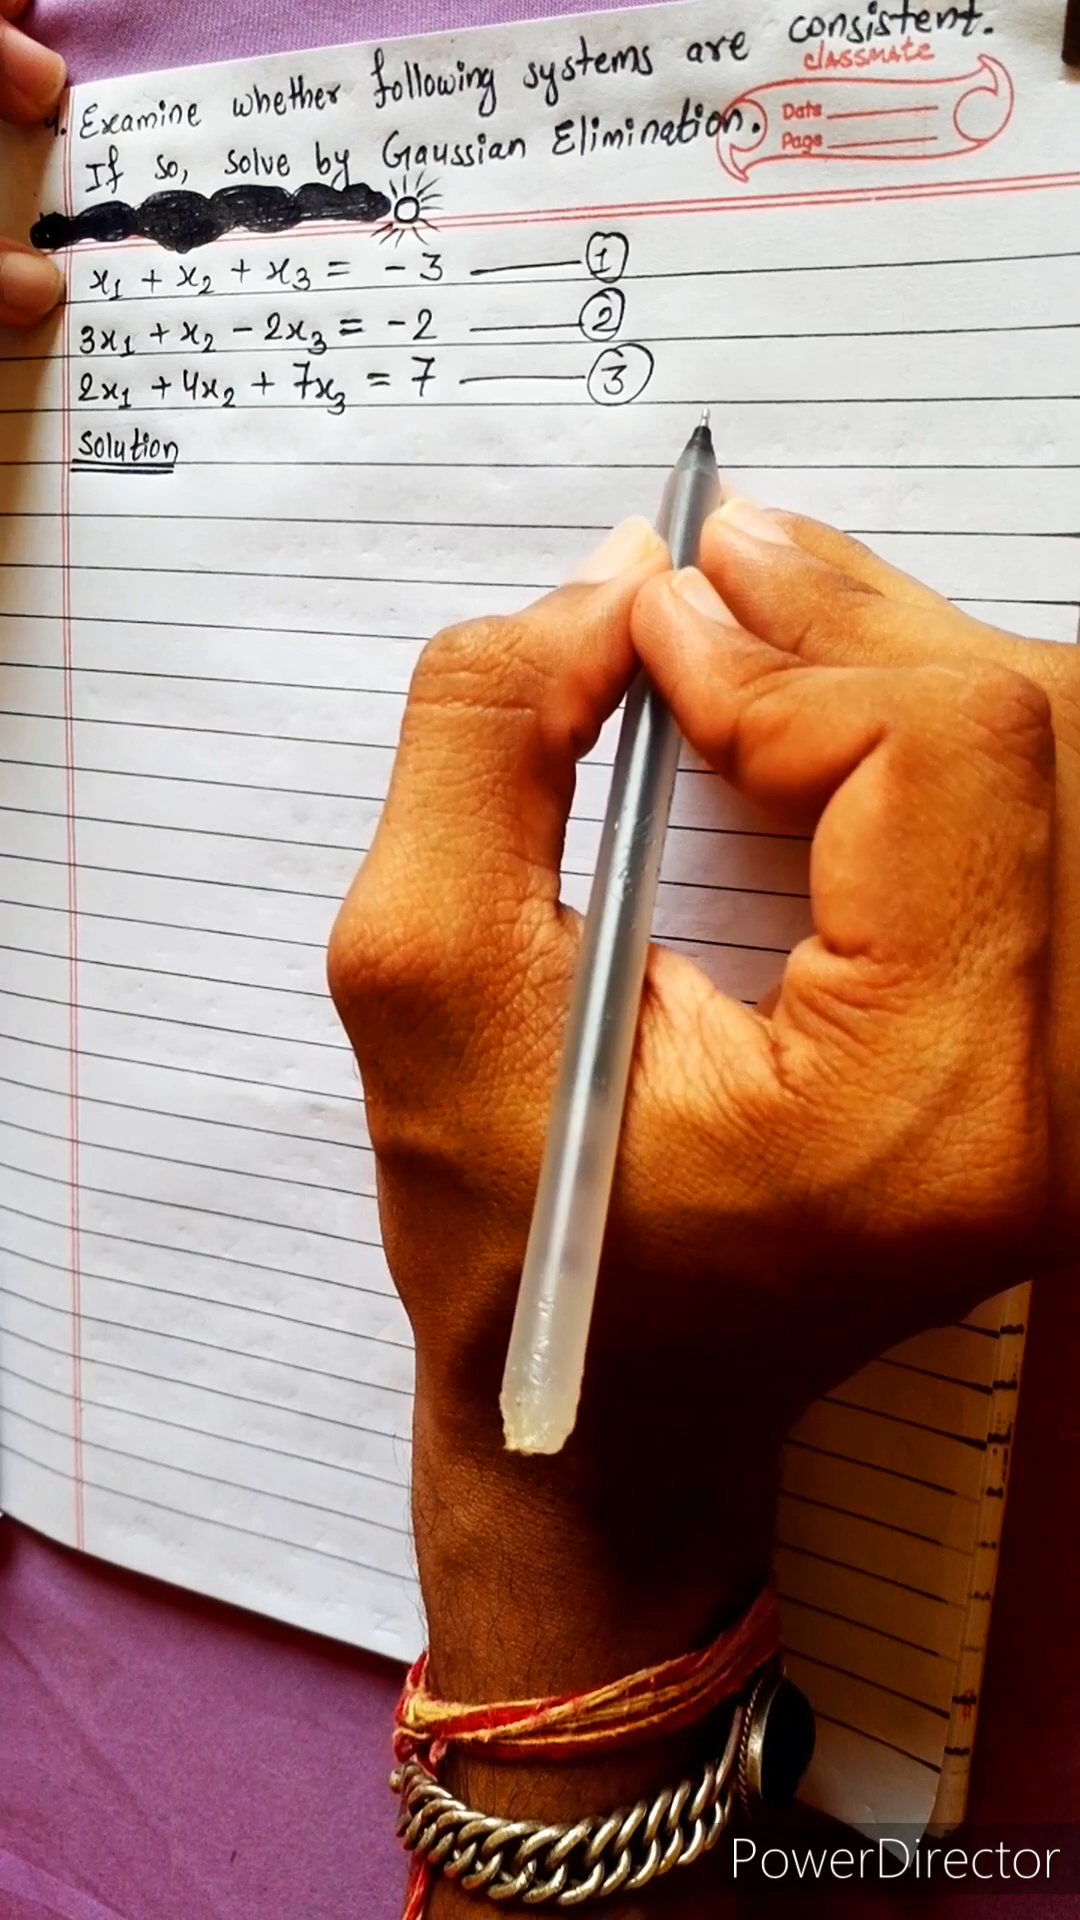 4. Examine whether following systems are consistent.
If so, solve by Gaussian Elimination.
classmate
Date
Page
x₁ + x₂ + x₃ = -3 ——— ①
3x₁ + x₂ - 2x₃ = -2 ——— ②
2x₁ + 4x₂ + 7x₃ = 7 ——— ③
Solution
PowerDirector